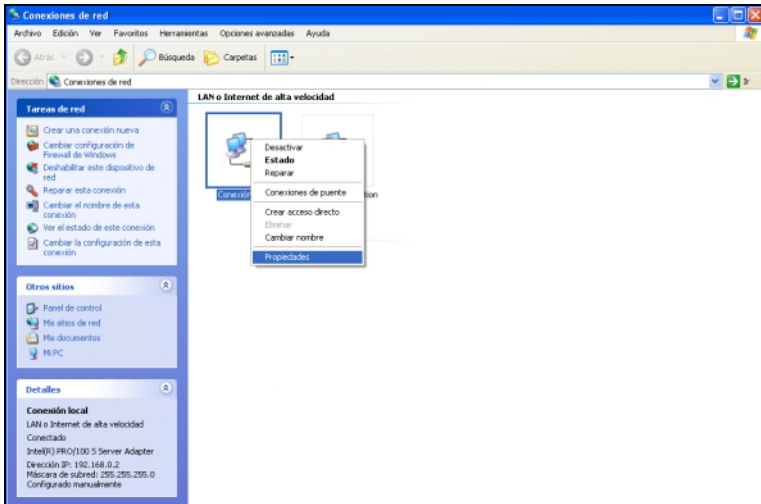 Conexiones de red
Archivo Edición Ver Favoritos Herramientas Opciones avanzadas Ayuda
Atrás Búsqueda Carpetas
Dirección Conexiones de red Ir
LAN o Internet de alta velocidad
Tareas de red
Crear una conexión nueva
Cambiar configuración de
Firewall de Windows
Deshabilitar este dispositivo de
red
Reparar esta conexión
Cambiar el nombre de esta
conexión
Ver el estado de este conexión
Cambiar la configuración de esta
conexión
Desactivar
Estado
Reparar
Conexiones de puente
Crear acceso directo
Eliminar
Cambiar nombre
Propiedades
Otros sitios
Panel de control
Mis sitios de red
Mis documentos
Mi PC
Detalles
Conexión local
LAN o Internet de alta velocidad
Conectado
Intel(R) PRO/100 S Server Adapter
Dirección IP: 192.168.0.2
Máscara de subred: 255.255.255.0
Configurado manualmente